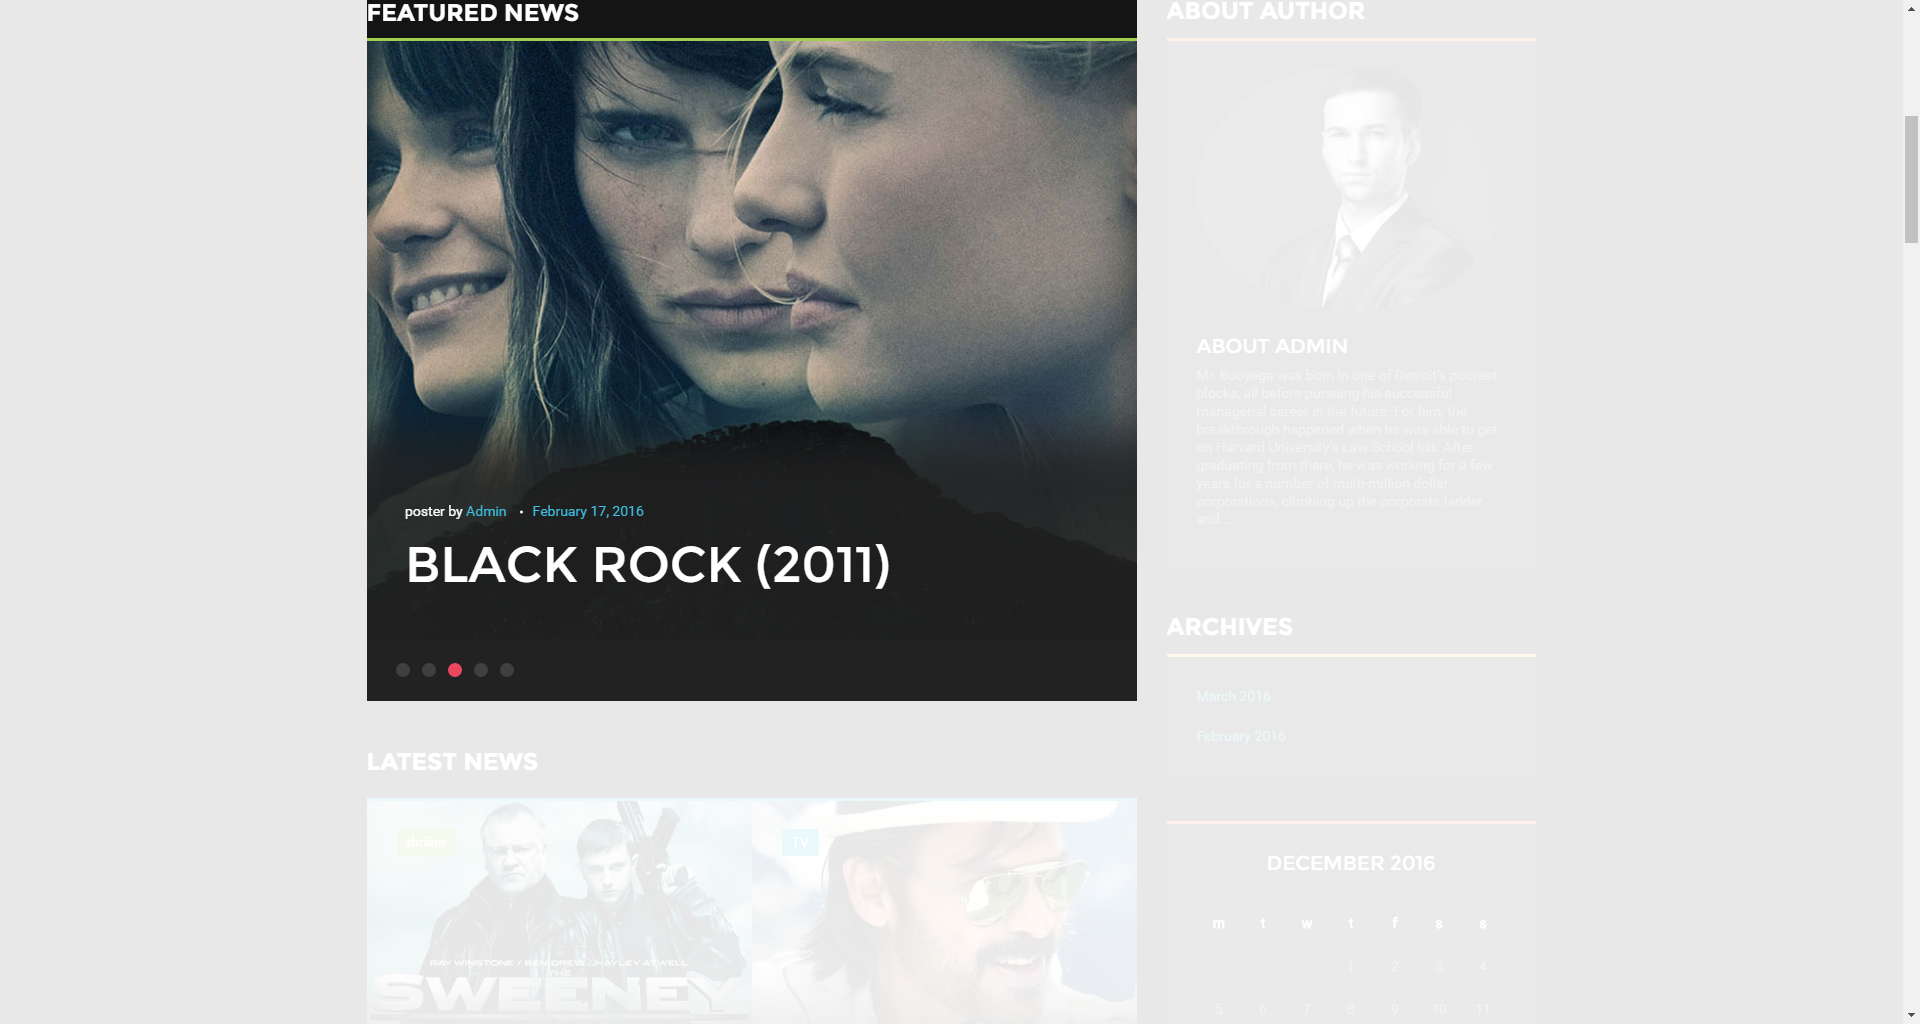 FEATURED NEWS
poster by Admin • February 17, 2016
BLACK ROCK (2011)
LATEST NEWS
thriller
TV
RAY WINSTONE / BEN DREW / HAYLEY ATWELL
THE
SWEENEY
ABOUT AUTHOR
ABOUT ADMIN
Mr. Buoyega was born in one of Detroit's poorest
blocks, all before pursuing his successful
managerial career in the future. For him, the
breakthrough happened when he was able to get
on Harvard University's Law School list. After
graduating from there, he was working for a few
years for a number of multi-million dollar
corporations, climbing up the corporate ladder
and...
ARCHIVES
March 2016
February 2016
DECEMBER 2016
m t w t f s s
1 2 3 4
5 6 7 8 9 10 11